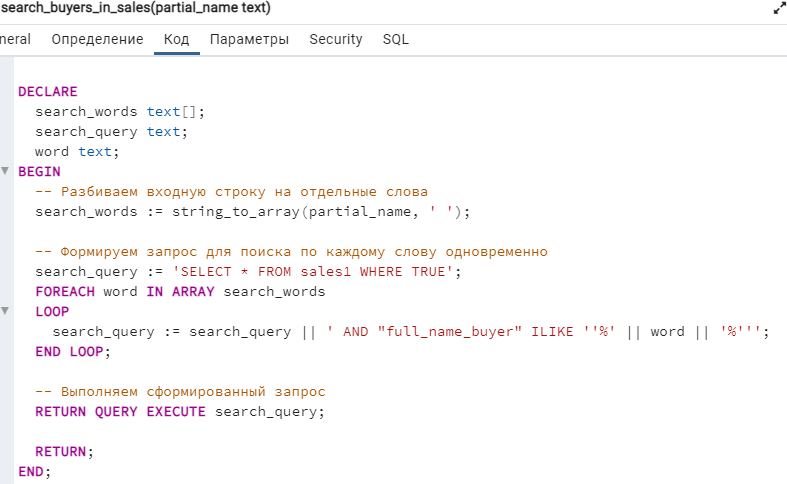 search_buyers_in_sales(partial_name text)
neral Определение Код Параметры Security SQL
DECLARE
search_words text[];
search_query text;
word text;
BEGIN
-- Разбиваем входную строку на отдельные слова
search_words := string_to_array(partial_name, ' ');
-- Формируем запрос для поиска по каждому слову одновременно
search_query := 'SELECT * FROM sales1 WHERE TRUE';
FOREACH word IN ARRAY search_words
LOOP
search_query := search_query || ' AND "full_name_buyer" ILIKE ''%' || word || '%''';
END LOOP;
-- Выполняем сформированный запрос
RETURN QUERY EXECUTE search_query;
RETURN;
END;